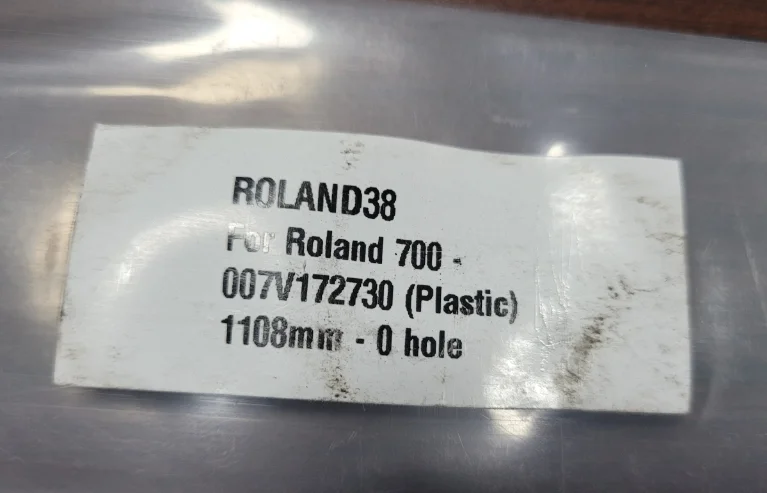 ROLAND38
For Roland 700 -
007V172730 (Plastic)
1108mm - 0 hole